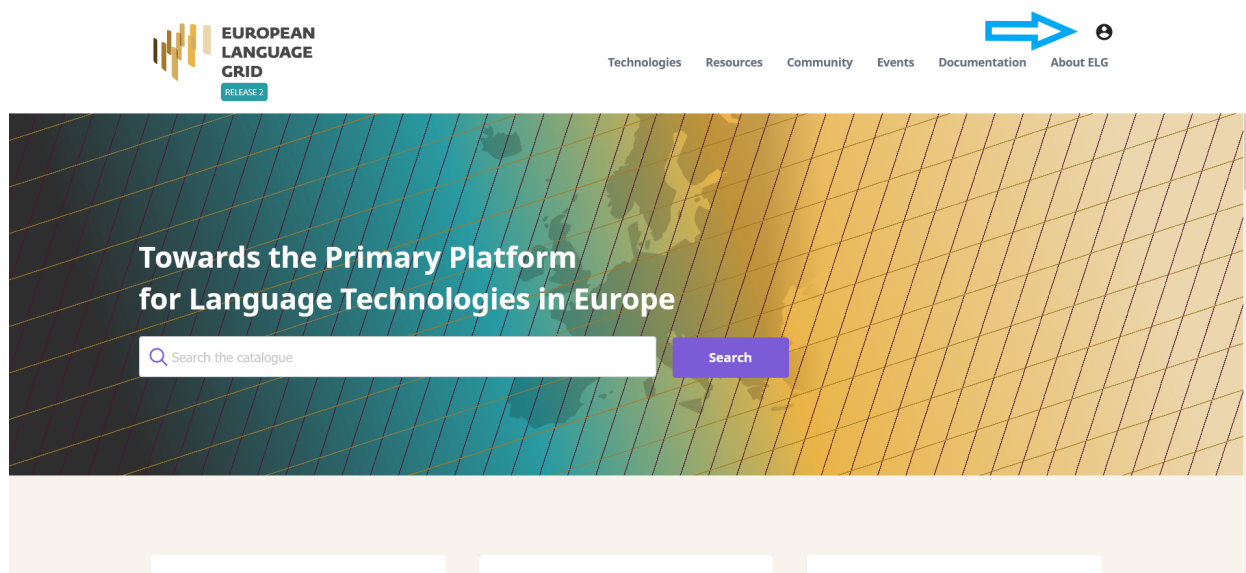 EUROPEAN
LANGUAGE
GRID
RELEASE 2
Technologies Resources Community Events Documentation About ELG
Towards the Primary Platform
for Language Technologies in Europe
Search the catalogue
Search